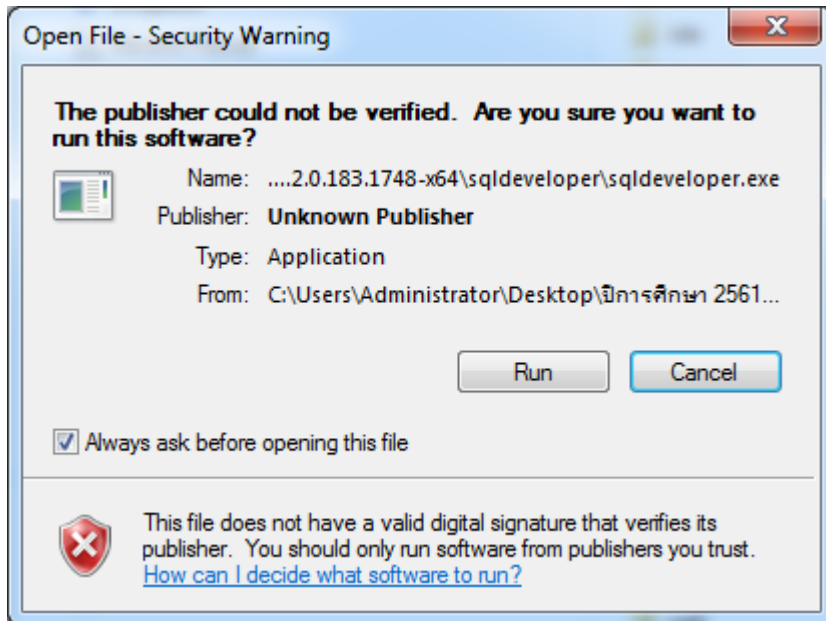 Open File - Security Warning
The publisher could not be verified. Are you sure you want to
run this software?
Name: ....2.0.183.1748-x64\sqldeveloper\sqldeveloper.exe
Publisher: Unknown Publisher
Type: Application
From: C:\Users\Administrator\Desktop\ปีการศึกษา 2561...
Run Cancel
Always ask before opening this file
This file does not have a valid digital signature that verifies its
publisher. You should only run software from publishers you trust.
How can I decide what software to run?